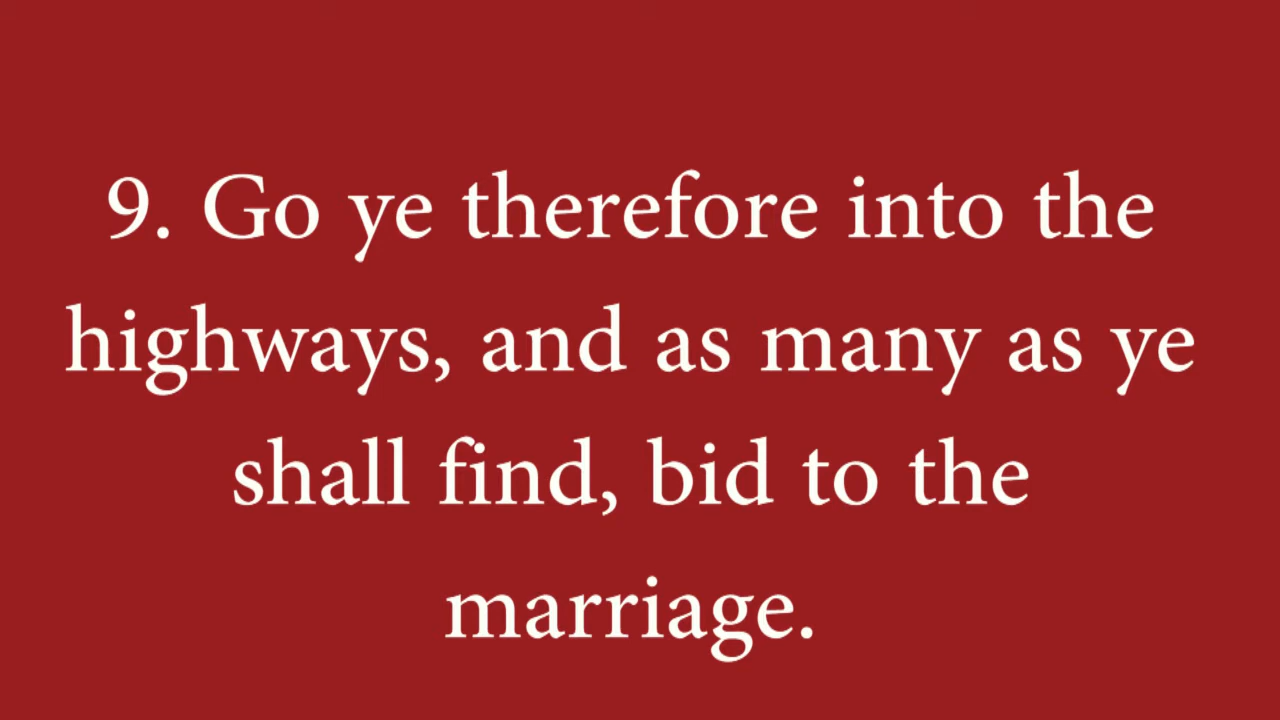 9. Go ye therefore into the
highways, and as many as ye
shall find, bid to the
marriage.